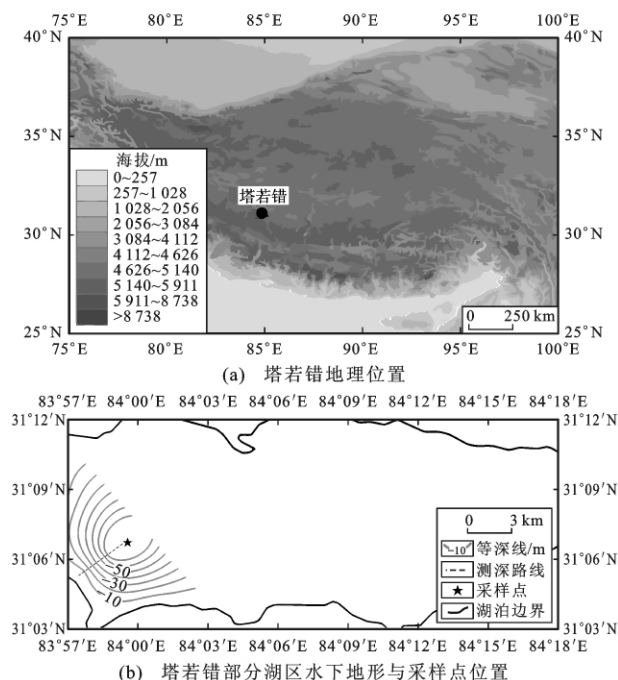 75°E 80°E 85°E 90°E 95°E 100°E
40°N 40°N
35°N 35°N
30°N 30°N
25°N 25°N
海拔/m
0~257
257~1 028
1 028~2 056
2 056~3 084
3 084~4 112
4 112~4 626
4 626~5 140
5 140~5 911
5 911~8 738
>8 738
塔若错
0 250 km
75°E 80°E 85°E 90°E 95°E 100°E
(a) 塔若错地理位置
83°57′E 84°00′E 84°03′E 84°06′E 84°12′E 84°15′E 84°18′E
31°12′N 31°12′N
31°09′N 31°09′N
31°06′N 31°06′N
31°03′N 31°03′N
-50
-30
-10
0 3 km
-10 等深线/m
测深路线
采样点
湖泊边界
83°57′E 84°00′E 84°03′E 84°06′E 84°12′E 84°15′E 84°18′E
(b) 塔若错部分湖区水下地形与采样点位置